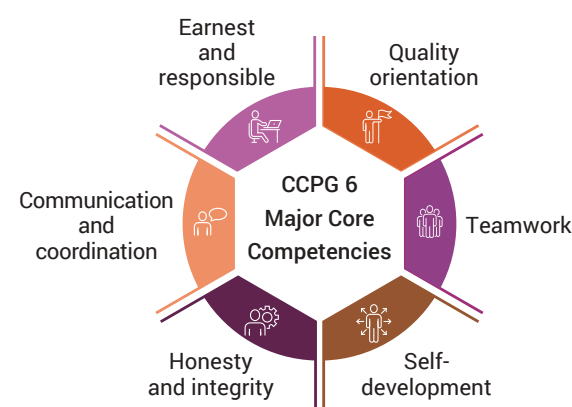 Earnest
and
responsible
Quality
orientation
Communication
and
coordination
CCPG 6
Major Core
Competencies
Teamwork
Honesty
and integrity
Self-
development